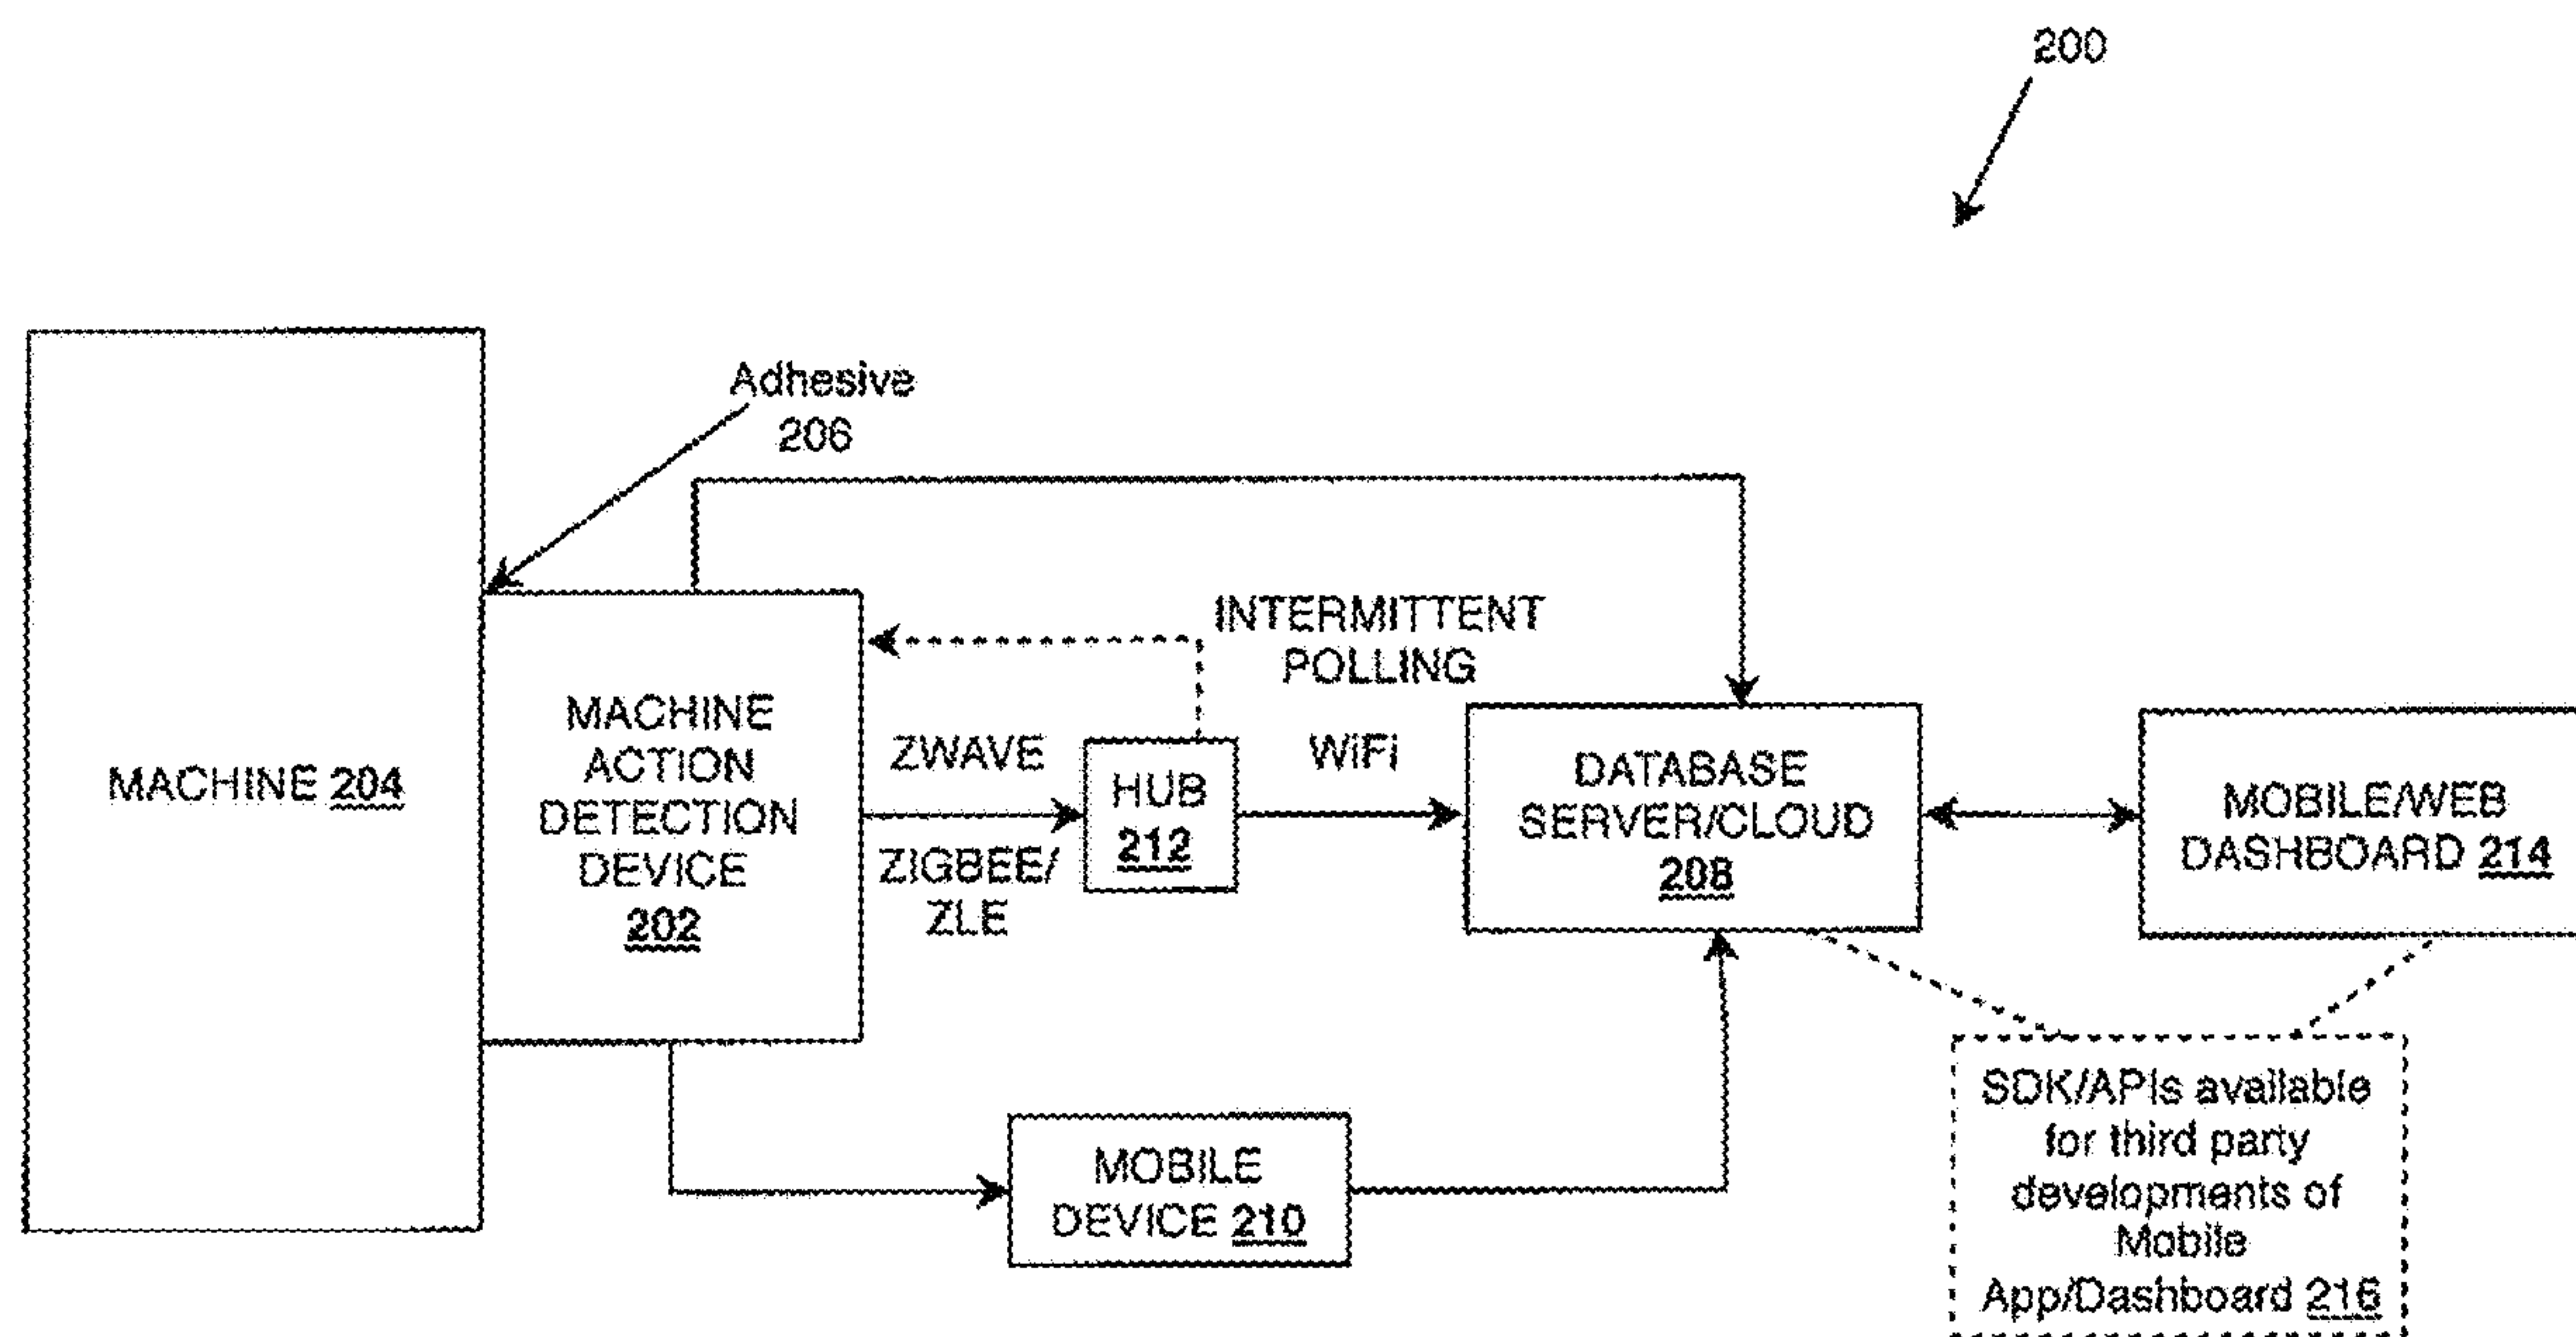 200
Adhesive
206
INTERMITTENT
POLLING
MACHINE 204
MACHINE
ACTION
DETECTION
DEVICE
202
ZWAVE
ZIGBEE/
ZLE
HUB
212
WiFi
DATABASE
SERVER/CLOUD
208
MOBILE/WEB
DASHBOARD 214
MOBILE
DEVICE 210
SDK/APIs available
for third party
developments of
Mobile
App/Dashboard 216